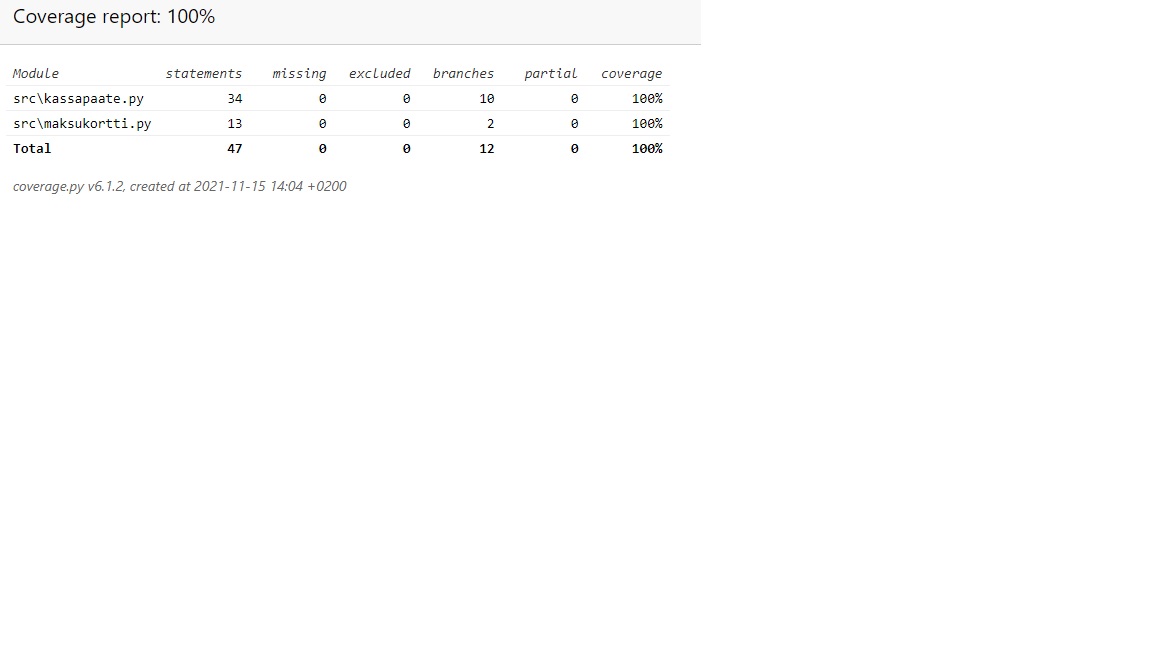 Coverage report: 100%
Module statements missing excluded branches partial coverage
src\kassapaate.py 34 0 0 10 0 100%
src\maksukortti.py 13 0 0 2 0 100%
Total 47 0 0 12 0 100%
coverage.py v6.1.2, created at 2021-11-15 14:04 +0200